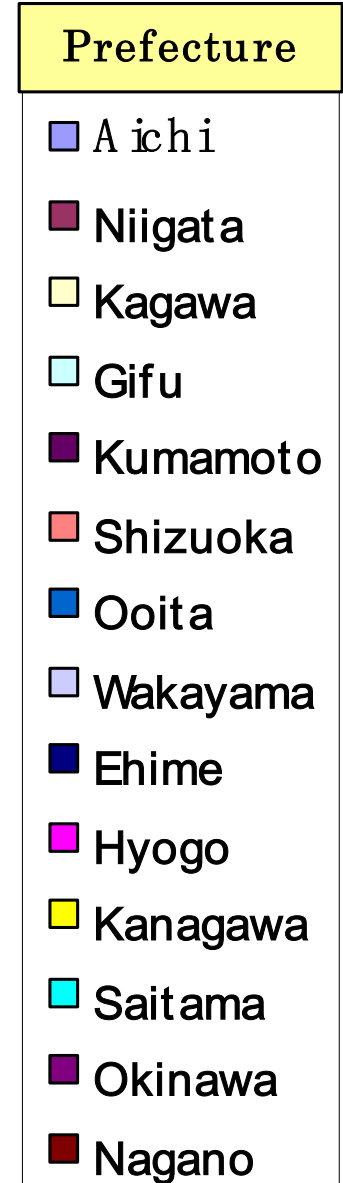 Prefecture
Aichi
Niigata
Kagawa
Gifu
Kumamoto
Shizuoka
Ooita
Wakayama
Ehime
Hyogo
Kanagawa
Saitama
Okinawa
Nagano